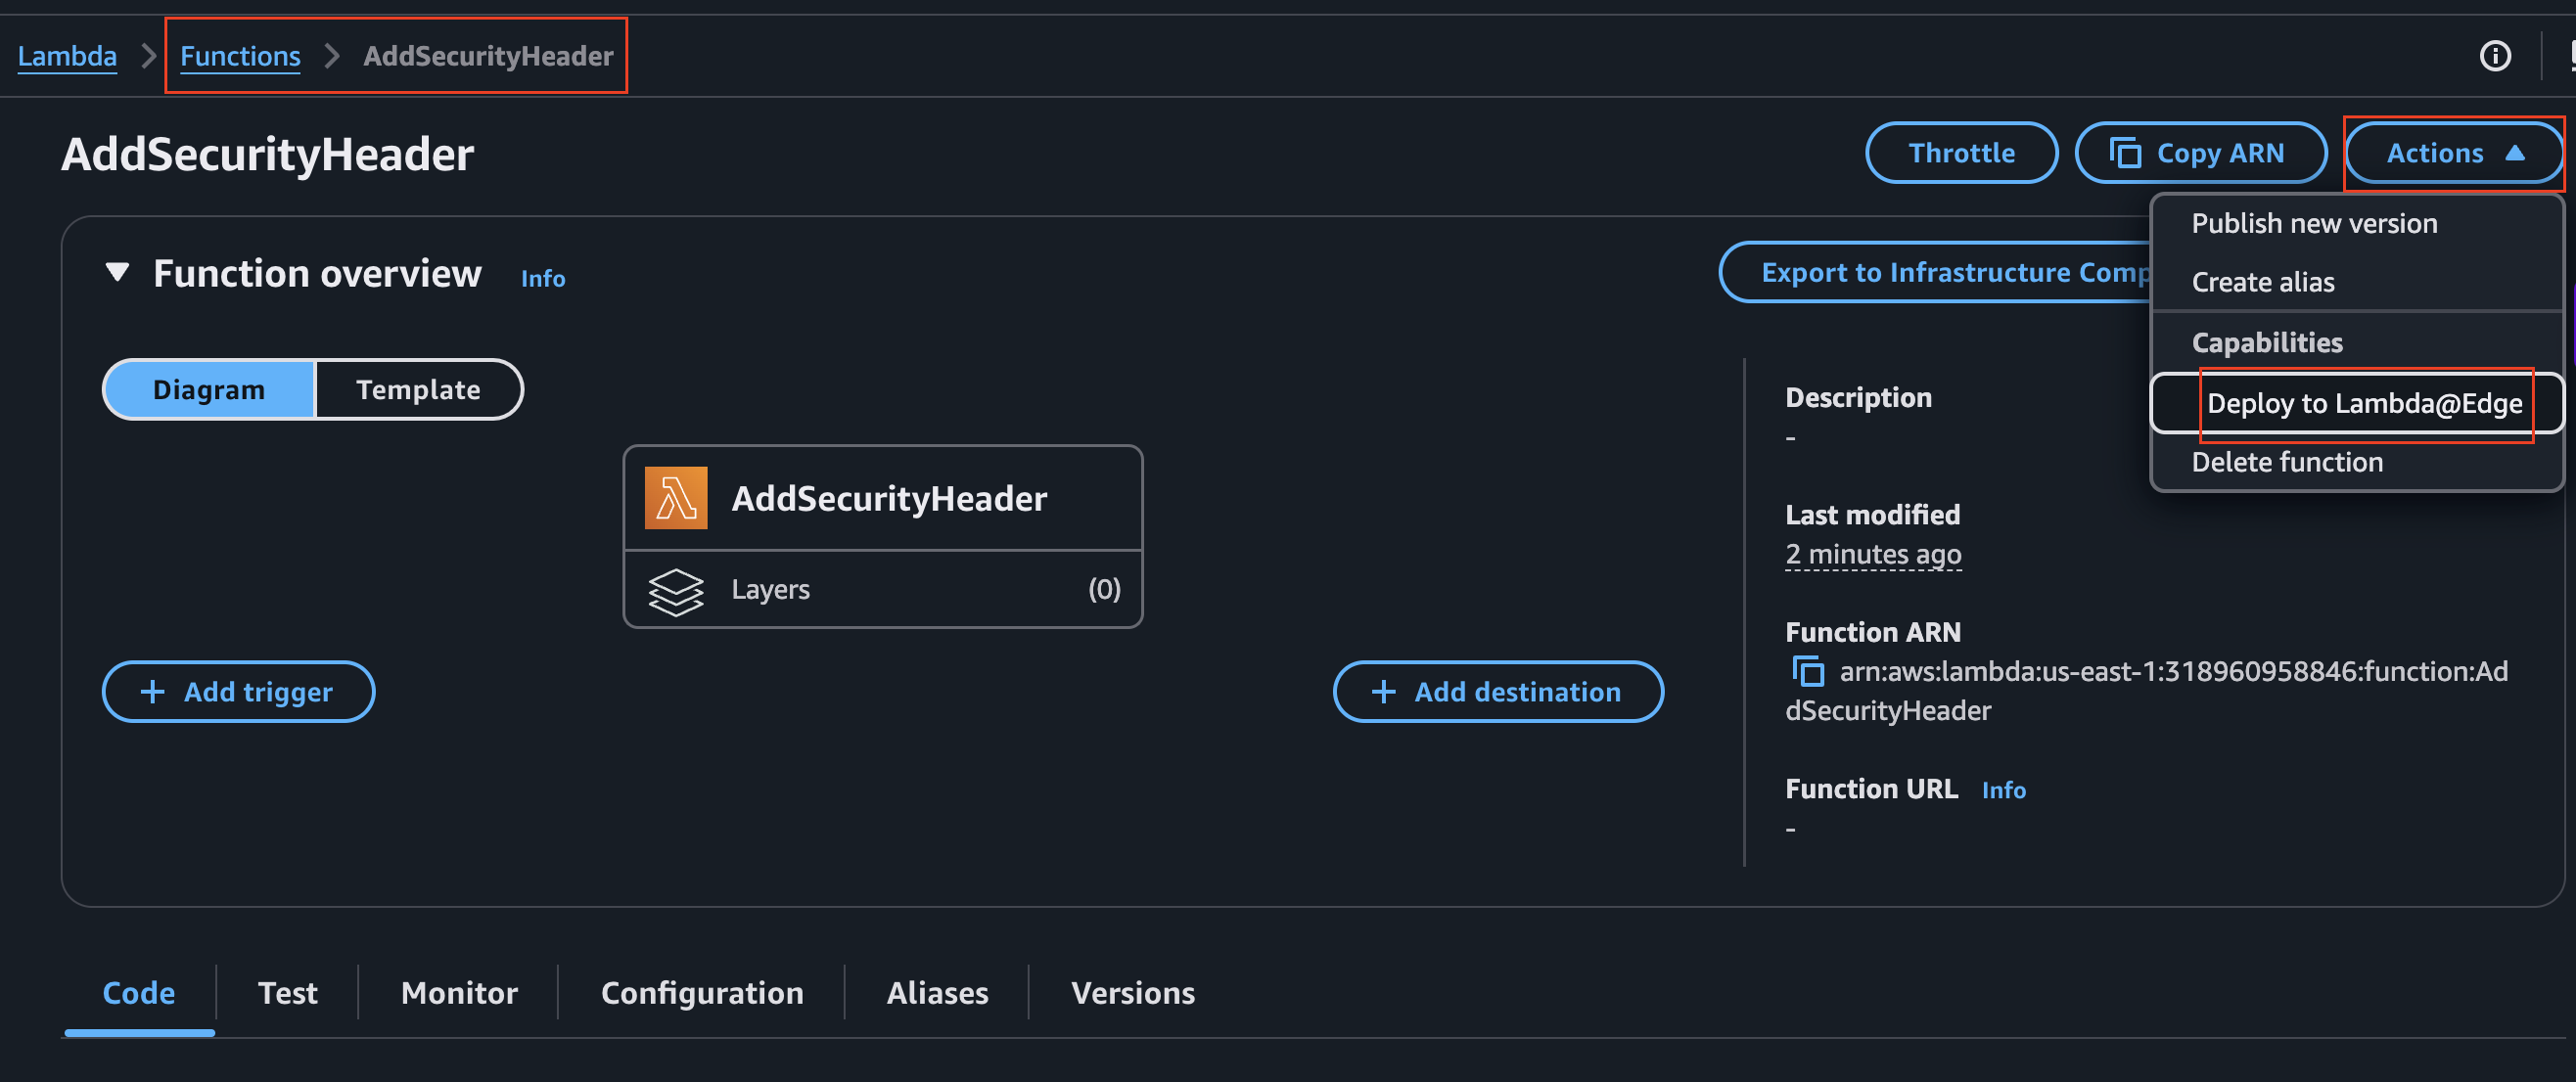 Lambda > Functions > AddSecurityHeader
AddSecurityHeader
Throttle
Copy ARN
Actions
Publish new version
Create alias
Capabilities
Deploy to Lambda@Edge
Delete function
Function overview Info
Export to Infrastructure Comp
Diagram
Template
AddSecurityHeader
Layers (0)
Add trigger
Add destination
Description
-
Last modified
2 minutes ago
Function ARN
arn:aws:lambda:us-east-1:318960958846:function:Ad
dSecurityHeader
Function URL Info
-
Code
Test
Monitor
Configuration
Aliases
Versions